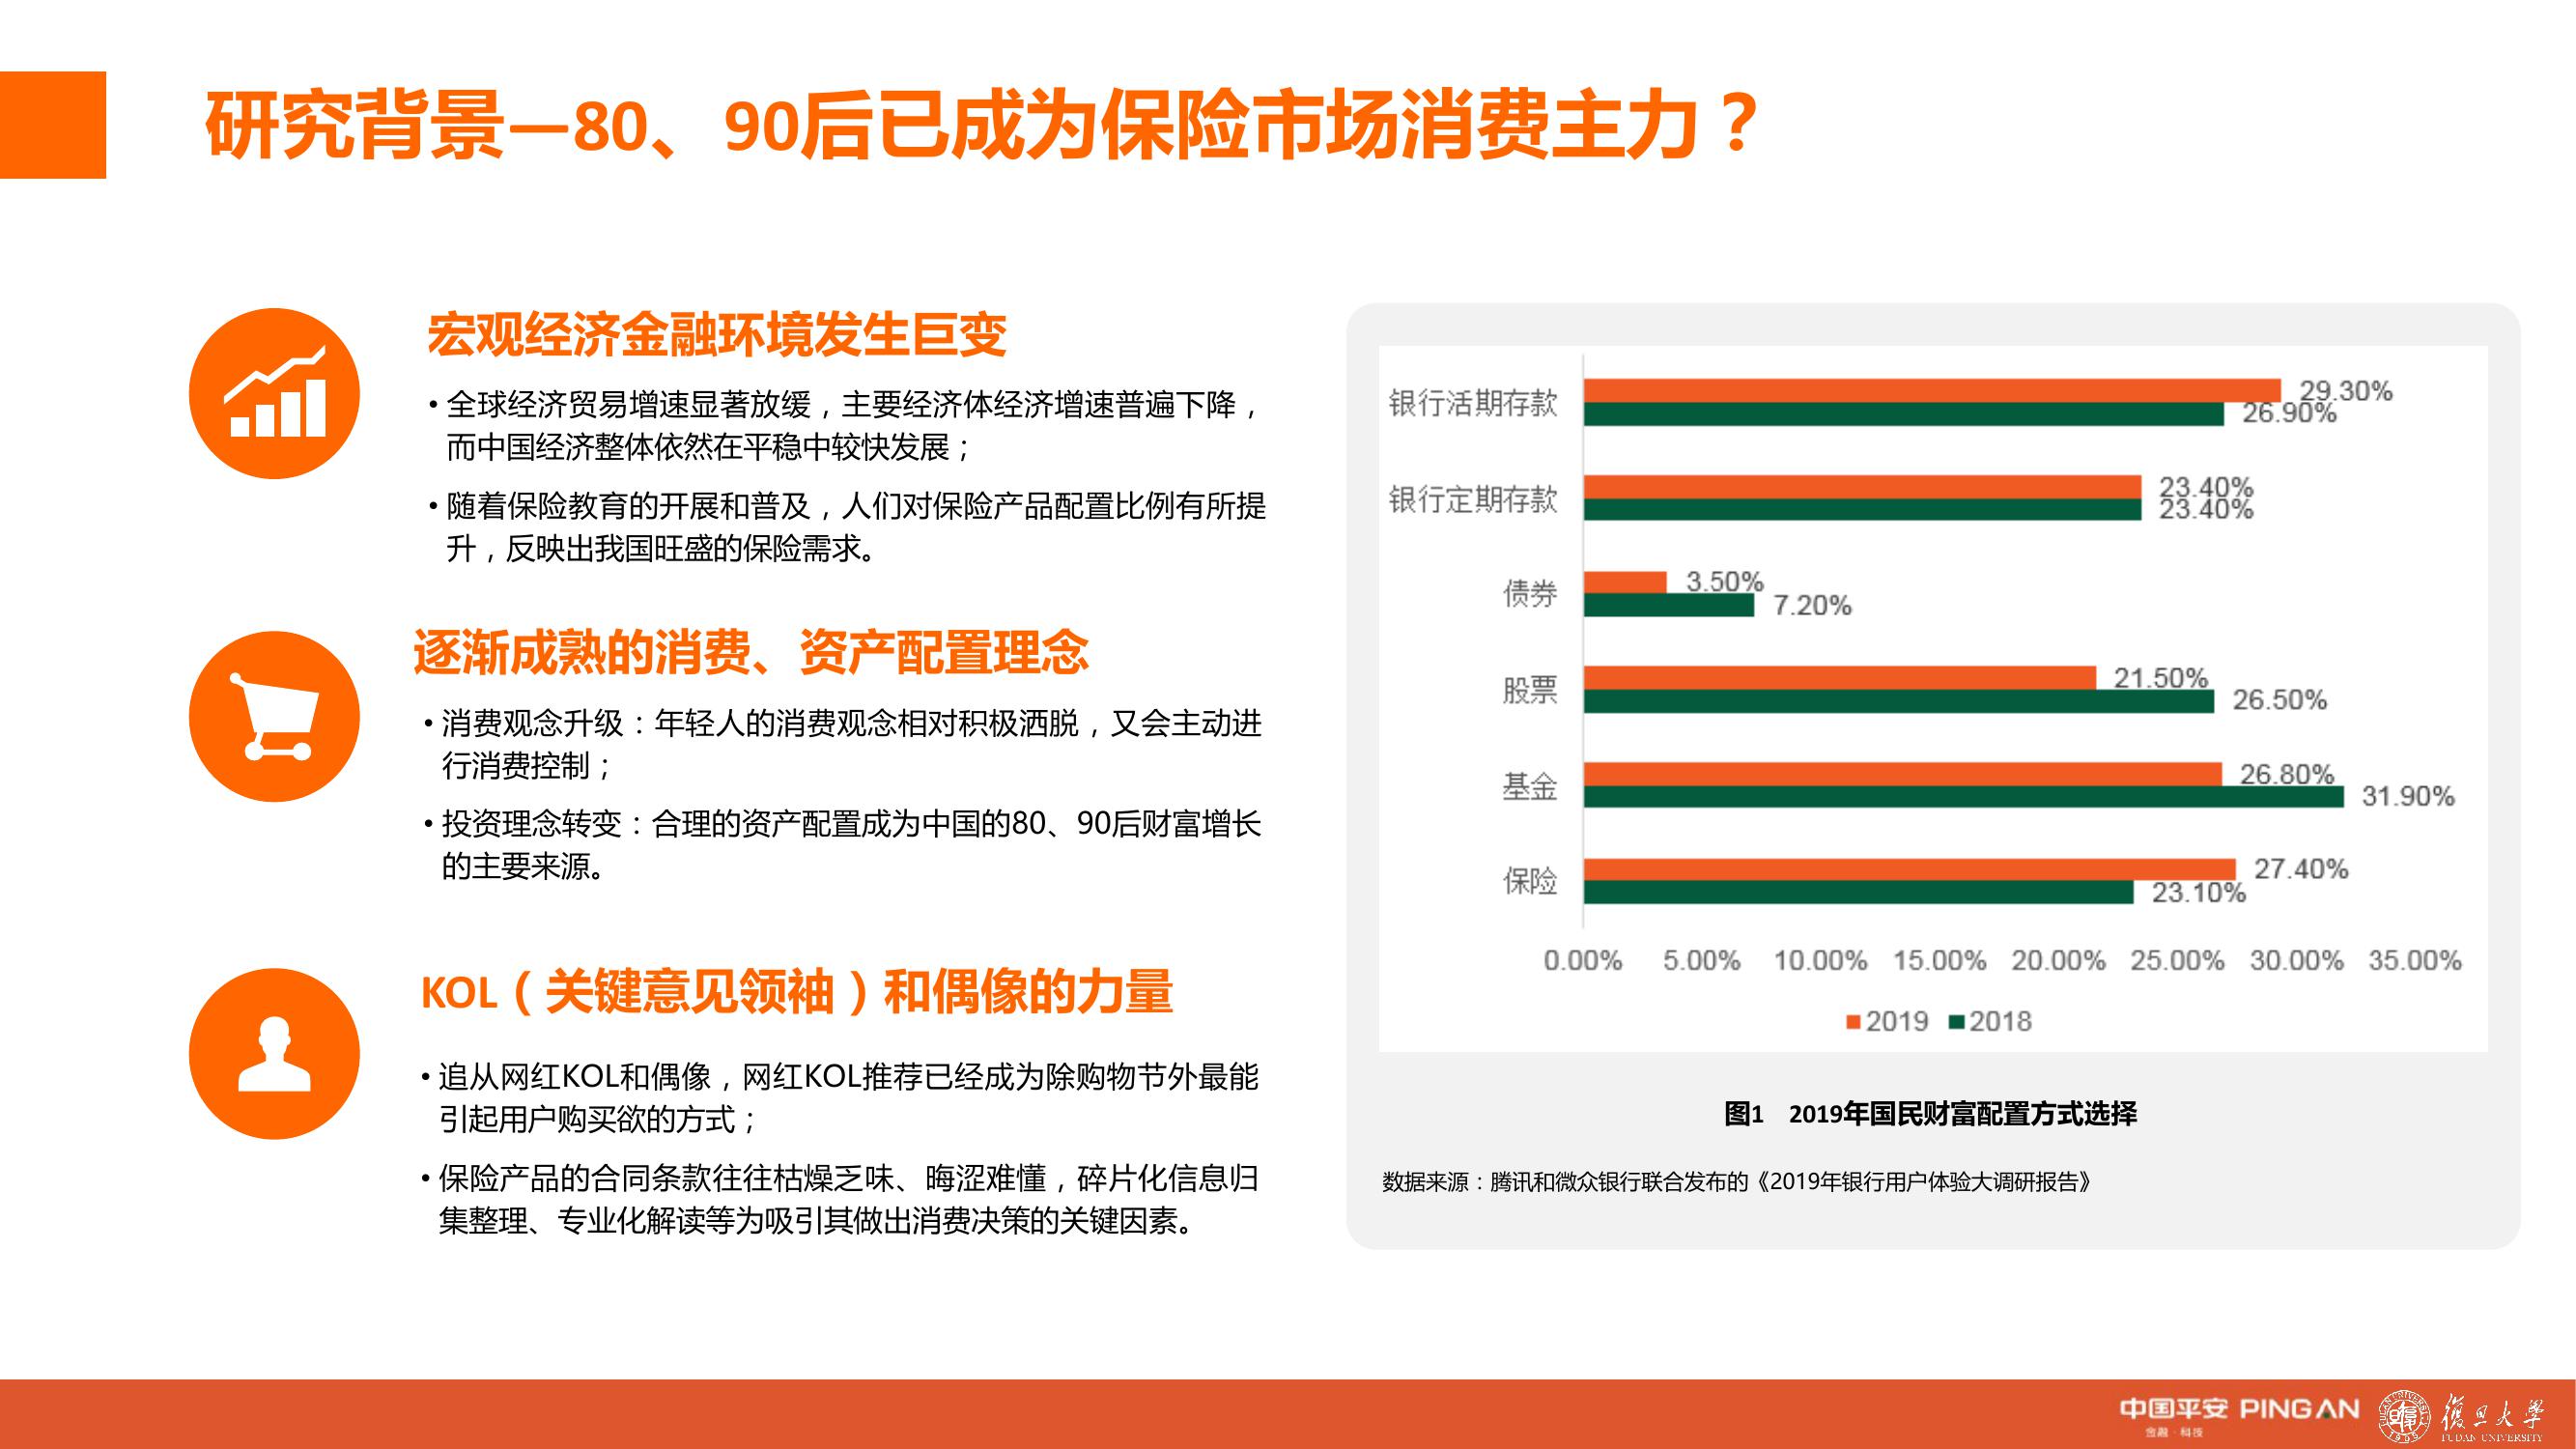 研究背景—80、90后已成为保险市场消费主力？
宏观经济金融环境发生巨变
• 全球经济贸易增速显著放缓，主要经济体经济增速普遍下降，
而中国经济整体依然在平稳中较快发展；
• 随着保险教育的开展和普及，人们对保险产品配置比例有所提
升，反映出我国旺盛的保险需求。
逐渐成熟的消费、资产配置理念
• 消费观念升级：年轻人的消费观念相对积极洒脱，又会主动进
行消费控制；
• 投资理念转变：合理的资产配置成为中国的80、90后财富增长
的主要来源。
KOL（关键意见领袖）和偶像的力量
• 追从网红KOL和偶像，网红KOL推荐已经成为除购物节外最能
引起用户购买欲的方式；
• 保险产品的合同条款往往枯燥乏味、晦涩难懂，碎片化信息归
集整理、专业化解读等为吸引其做出消费决策的关键因素。
银行活期存款
29.30%
26.90%
银行定期存款
23.40%
23.40%
债券
3.50%
7.20%
股票
21.50%
26.50%
基金
26.80%
31.90%
保险
27.40%
23.10%
0.00% 5.00% 10.00% 15.00% 20.00% 25.00% 30.00% 35.00%
2019 2018
图1 2019年国民财富配置方式选择
数据来源：腾讯和微众银行联合发布的《2019年银行用户体验大调研报告》
中国平安 PING AN
金融·科技
復旦大學
FUDAN UNIVERSITY